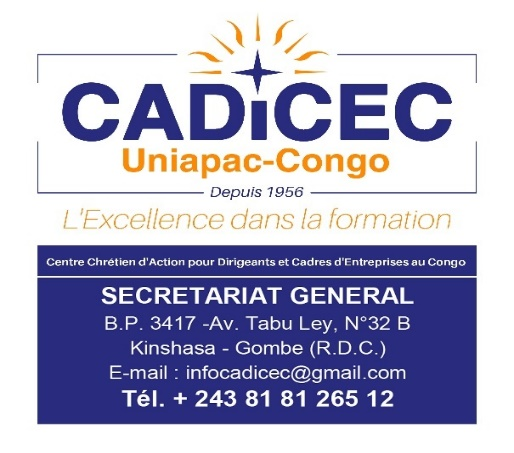 CADiCEC
Uniapac-Congo
Depuis 1956
L'Excellence dans la formation
Centre Chrétien d'Action pour Dirigeants et Cadres d'Entreprises au Congo
SECRETARIAT GENERAL
B.P. 3417 -Av. Tabu Ley, N°32 B
Kinshasa - Gombe (R.D.C.)
E-mail : infocadicec@gmail.com
Tél. + 243 81 81 265 12